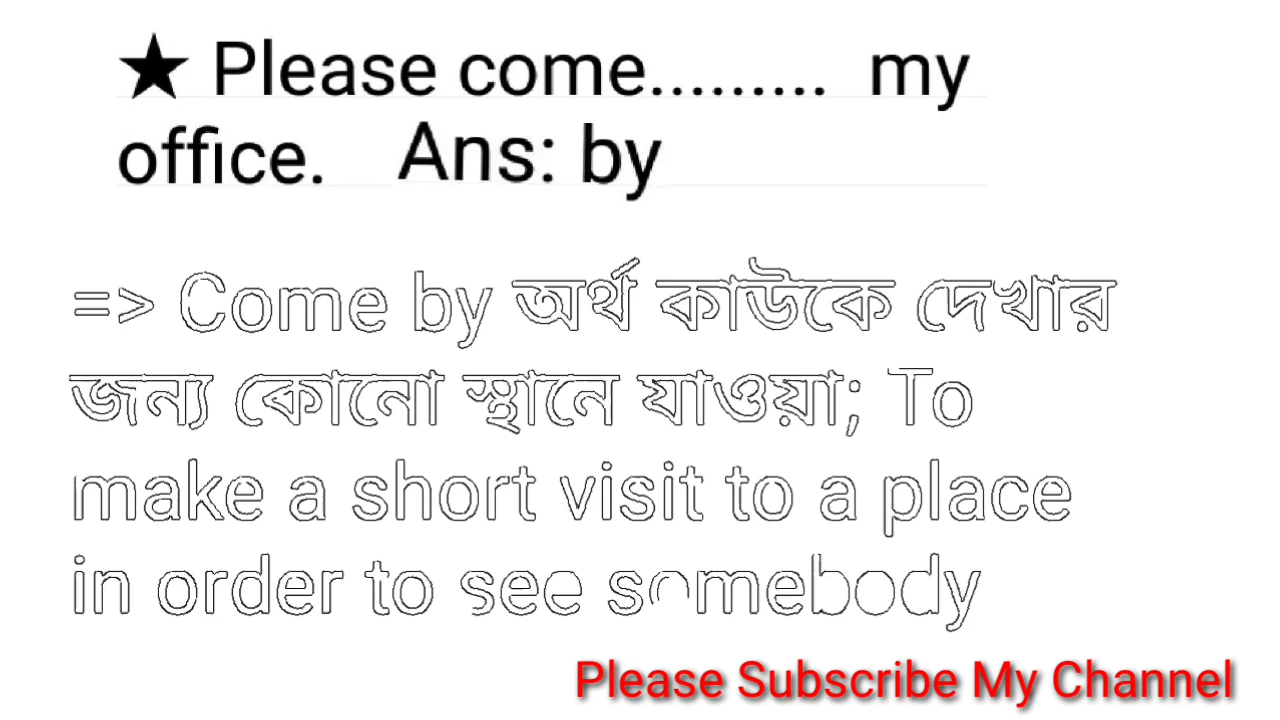 ★ Please come......... my
office. Ans: by
=> Come by অর্থ কাউকে দেখার
জন্য কোনো স্থানে যাওয়া; To
make a short visit to a place
in order to see somebody
Please Subscribe My Channel